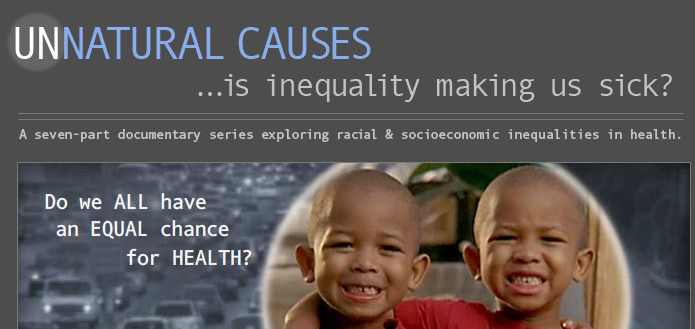 UNNATURAL CAUSES
...is inequality making us sick?
A seven-part documentary series exploring racial & socioeconomic inequalities in health.
Do we ALL have
an EQUAL chance
for HEALTH?